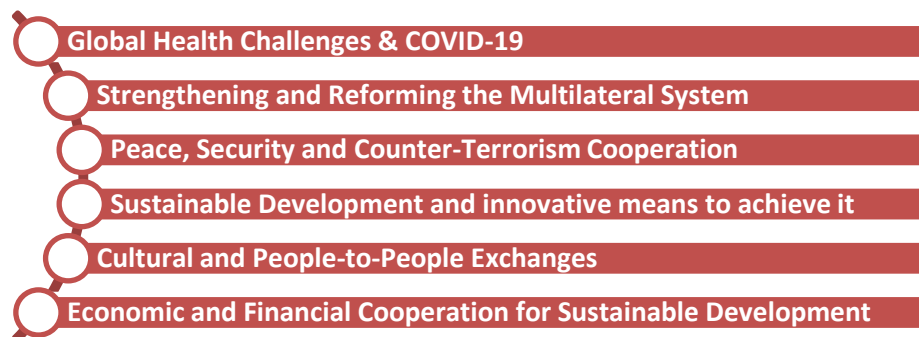 Global Health Challenges & COVID-19
Strengthening and Reforming the Multilateral System
Peace, Security and Counter-Terrorism Cooperation
Sustainable Development and innovative means to achieve it
Cultural and People-to-People Exchanges
Economic and Financial Cooperation for Sustainable Development